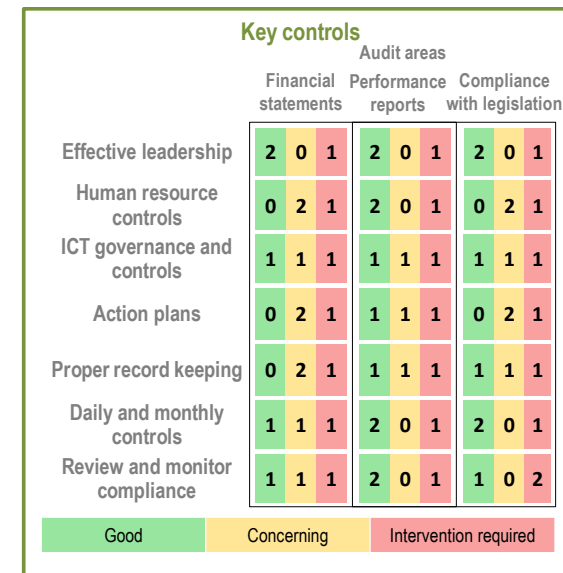 Key controls
Audit areas
Financial statements
Performance reports
Compliance with legislation
Effective leadership 2 0 1 2 0 1 2 0 1
Human resource controls 0 2 1 2 0 1 0 2 1
ICT governance and controls 1 1 1 1 1 1 1 1 1
Action plans 0 2 1 1 1 1 0 2 1
Proper record keeping 0 2 1 1 1 1 1 1 1
Daily and monthly controls 1 1 1 2 0 1 2 0 1
Review and monitor compliance 1 1 1 2 0 1 1 0 2
Good Concerning Intervention required